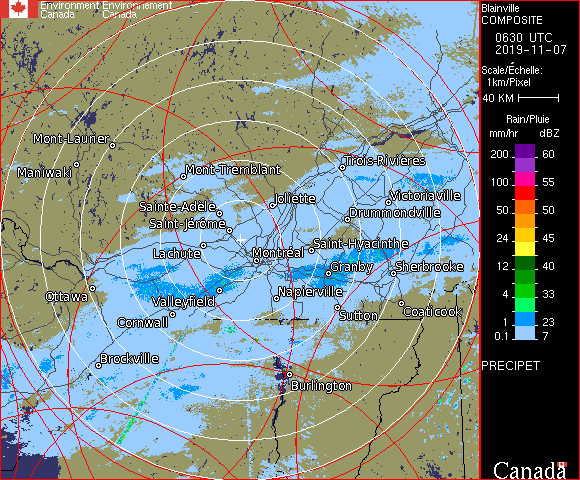 Environment Environnement
Canada Canada
Blainville
COMPOSITE
0630 UTC
2019-11-07
Scale/Échelle:
1km/Pixel
40 KM
Rain/Pluie
mm/hr dBZ
200 60
100 55
50 50
24 45
12 40
4 33
1 23
0.1 7
PRECIPET
Canada
Mont-Laurier
Maniwaki
Mont-Tremblant
Trois-Rivières
Joliette
Victoriaville
Sainte-Adèle
Drummondville
Saint-Jérôme
Saint-Hyacinthe
Lachute
Montréal
Granby
Sherbrooke
Ottawa
Valleyfield
Napierville
Cornwall
Sutton
Coaticook
Brockville
Burlington